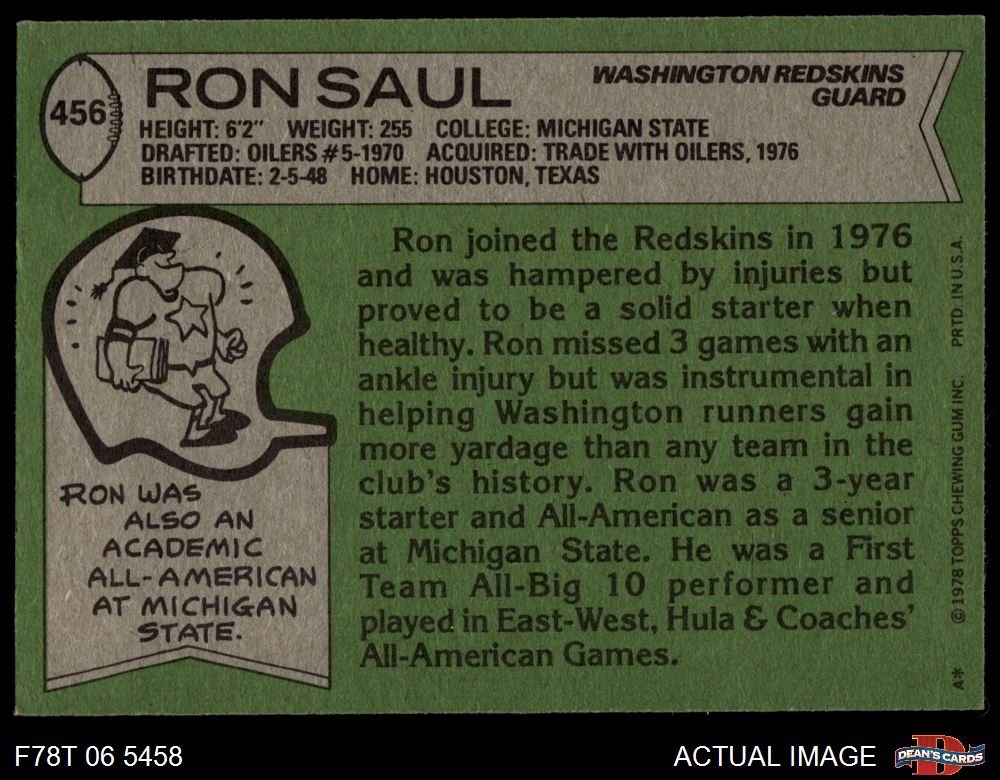 456
RON SAUL
WASHINGTON REDSKINS
GUARD
HEIGHT: 6'2" WEIGHT: 255 COLLEGE: MICHIGAN STATE
DRAFTED: OILERS #5-1970 ACQUIRED: TRADE WITH OILERS, 1976
BIRTHDATE: 2-5-48 HOME: HOUSTON, TEXAS
RON WAS
ALSO AN
ACADEMIC
ALL-AMERICAN
AT MICHIGAN
STATE.
Ron joined the Redskins in 1976
and was hampered by injuries but
proved to be a solid starter when
healthy. Ron missed 3 games with an
ankle injury but was instrumental in
helping Washington runners gain
more yardage than any team in the
club's history. Ron was a 3-year
starter and All-American as a senior
at Michigan State. He was a First
Team All-Big 10 performer and
played in East-West, Hula & Coaches'
All-American Games.
A* © 1978 TOPPS CHEWING GUM INC. PRTD. IN U.S.A.
F78T 06 5458
ACTUAL IMAGE
D
DEAN'S CARDS